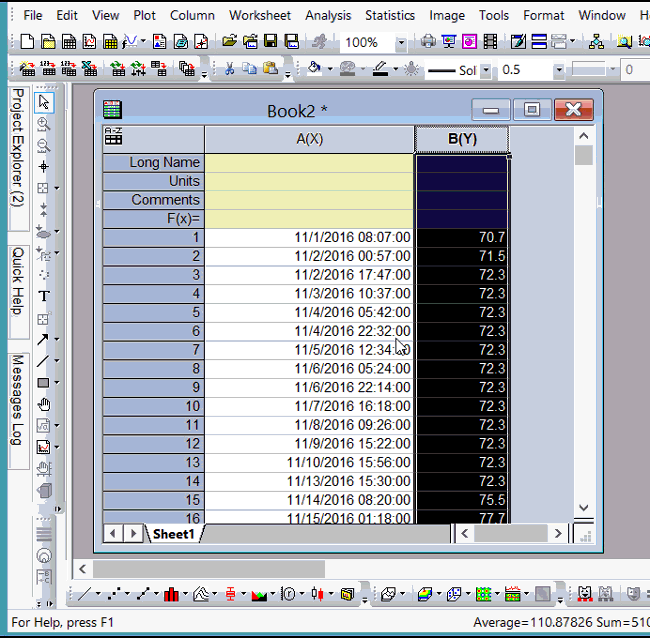 File Edit View Plot Column Worksheet Analysis Statistics Image Tools Format Window H
100%
Sol 0.5 0
Project Explorer (2)
Quick Help
Messages Log
Book2 *
A(X) B(Y)
Long Name
Units
Comments
F(x)=
1 11/1/2016 08:07:00 70.7
2 11/2/2016 00:57:00 71.5
3 11/2/2016 17:47:00 72.3
4 11/3/2016 10:37:00 72.3
5 11/4/2016 05:42:00 72.3
6 11/4/2016 22:32:00 72.3
7 11/5/2016 12:34:00 72.3
8 11/6/2016 05:24:00 72.3
9 11/6/2016 22:14:00 72.3
10 11/7/2016 16:18:00 72.3
11 11/8/2016 09:26:00 72.3
12 11/9/2016 15:22:00 72.3
13 11/10/2016 15:56:00 72.3
14 11/13/2016 15:30:00 72.3
15 11/14/2016 08:20:00 75.5
16 11/15/2016 01:18:00 77.7
Sheet1
For Help, press F1 Average=110.87826 Sum=510